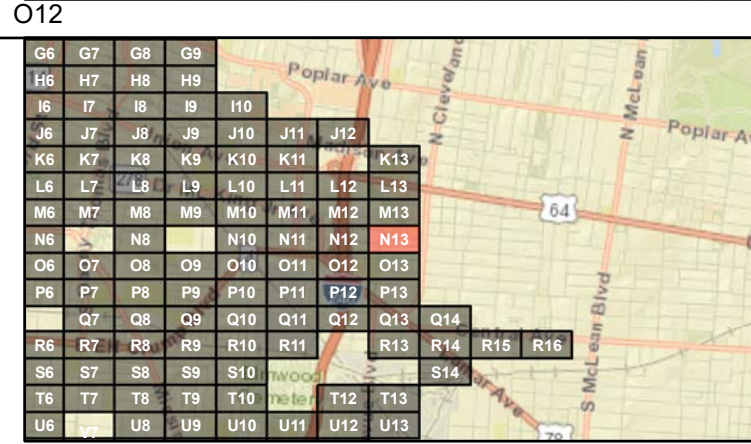 O12
G6 G7 G8 G9
H6 H7 H8 H9
Poplar Ave
I6 I7 I8 I9 I10
N Clevelan
N McLean
Poplar A
J6 J7 J8 J9 J10 J11 J12
K6 K7 K8 K9 K10 K11 K13
L6 L7 L8 L9 L10 L11 L12 L13
M6 M7 M8 M9 M10 M11 M12 M13
64
N6 N8 N10 N11 N12 N13
O6 O7 O8 O9 O10 O11 O12 O13
P6 P7 P8 P9 P10 P11 P12 P13
S McLean Blvd
Q7 Q8 Q9 Q10 Q11 Q12 Q13 Q14
R6 R7 R8 R9 R10 R11 R13 R14 R15 R16
S6 S7 S8 S9 S10 S14
T6 T7 T8 T9 T10 T12 T13
U6 V7 U8 U9 U10 U11 U12 U13
78